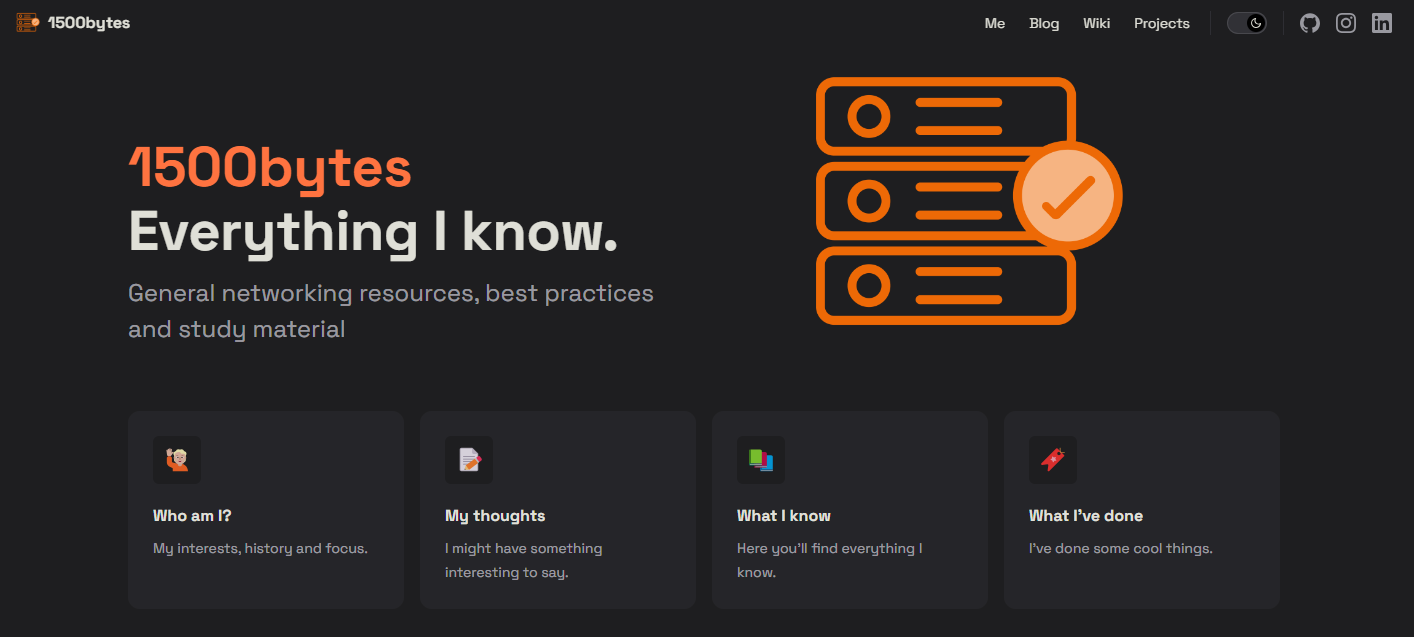 1500bytes
Me
Blog
Wiki
Projects
1500bytes
Everything I know.
General networking resources, best practices
and study material
Who am I?
My interests, history and focus.
My thoughts
I might have something
interesting to say.
What I know
Here you'll find everything I
know.
What I've done
I've done some cool things.